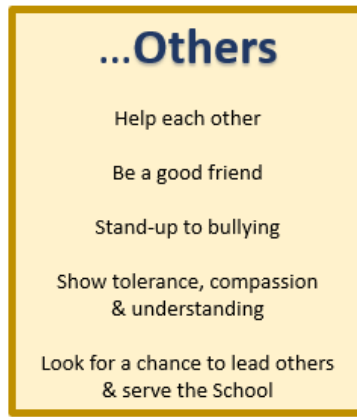 ...Others
Help each other
Be a good friend
Stand-up to bullying
Show tolerance, compassion
& understanding
Look for a chance to lead others
& serve the School